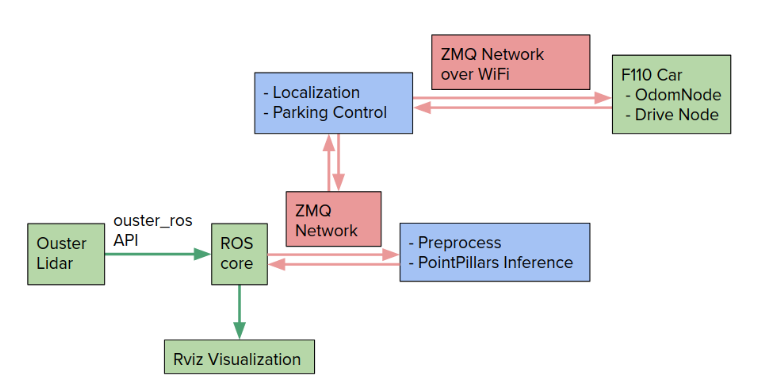 ZMQ Network
over WiFi
F110 Car
- OdomNode
- Drive Node
- Localization
- Parking Control
ZMQ
Network
ouster_ros
API
Ouster
Lidar
ROS
core
- Preprocess
- PointPillars Inference
Rviz Visualization